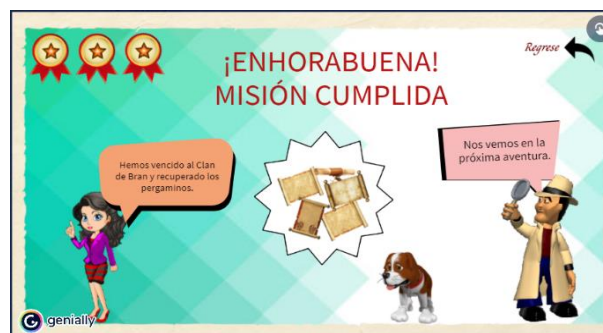 Regrese
¡ENHORABUENA!
MISIÓN CUMPLIDA
Hemos vencido al Clan
de Bran y recuperado los
pergaminos.
Nos vemos en la
próxima aventura.
genially